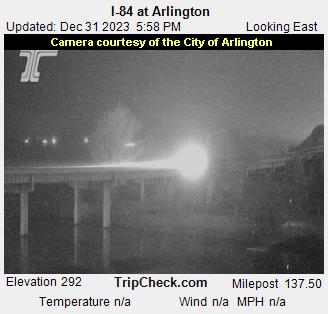 I-84 at Arlington
Updated: Dec 31 2023 5:58 PM Looking East
Camera courtesy of the City of Arlington
Elevation 292 TripCheck.com Milepost 137.50
Temperature n/a Wind n/a MPH n/a